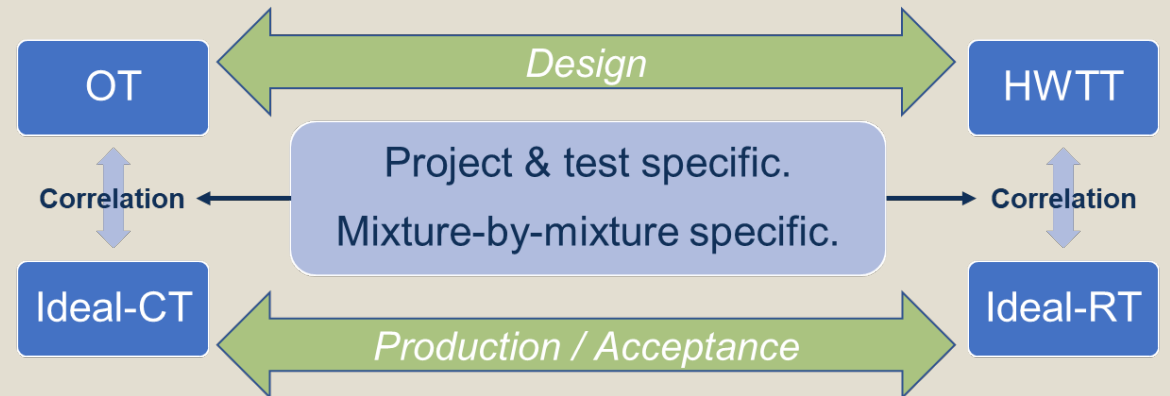 Design
OT
HWTT
Project & test specific.
Mixture-by-mixture specific.
Correlation
Correlation
Ideal-CT
Ideal-RT
Production / Acceptance